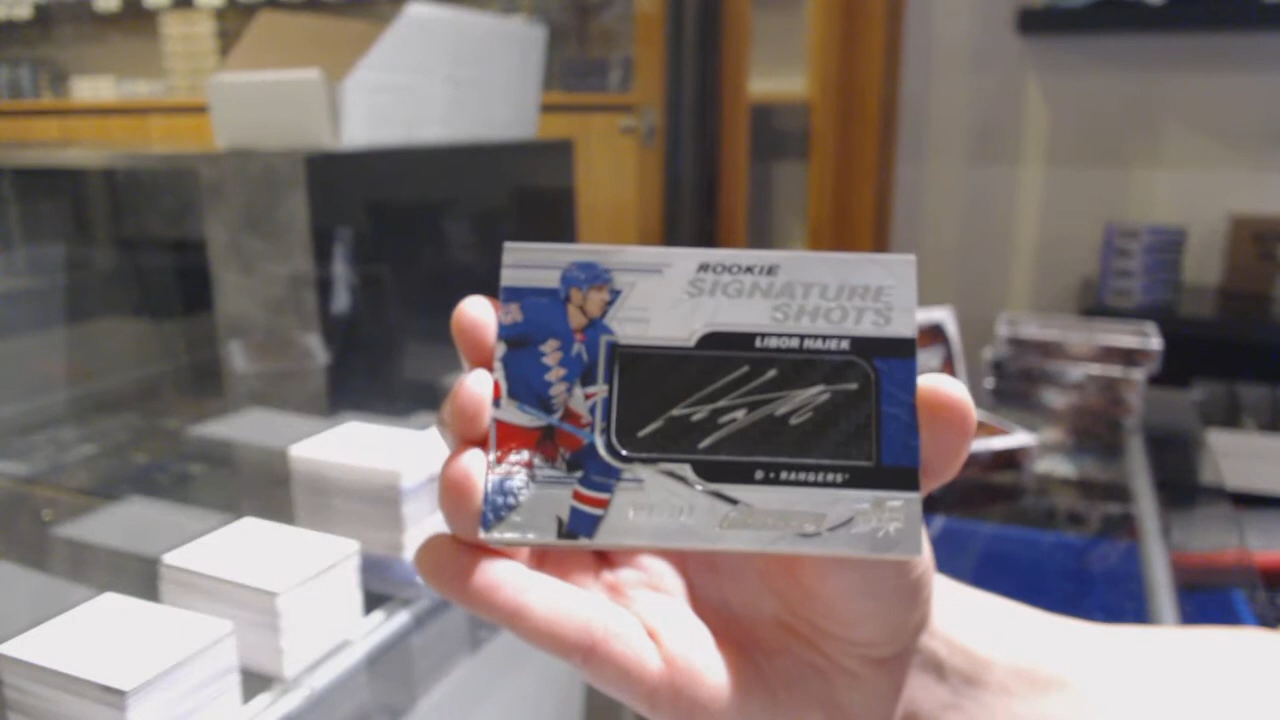 ROOKIE
SIGNATURE
SHOTS
LIBOR HAJEK
D • RANGERS